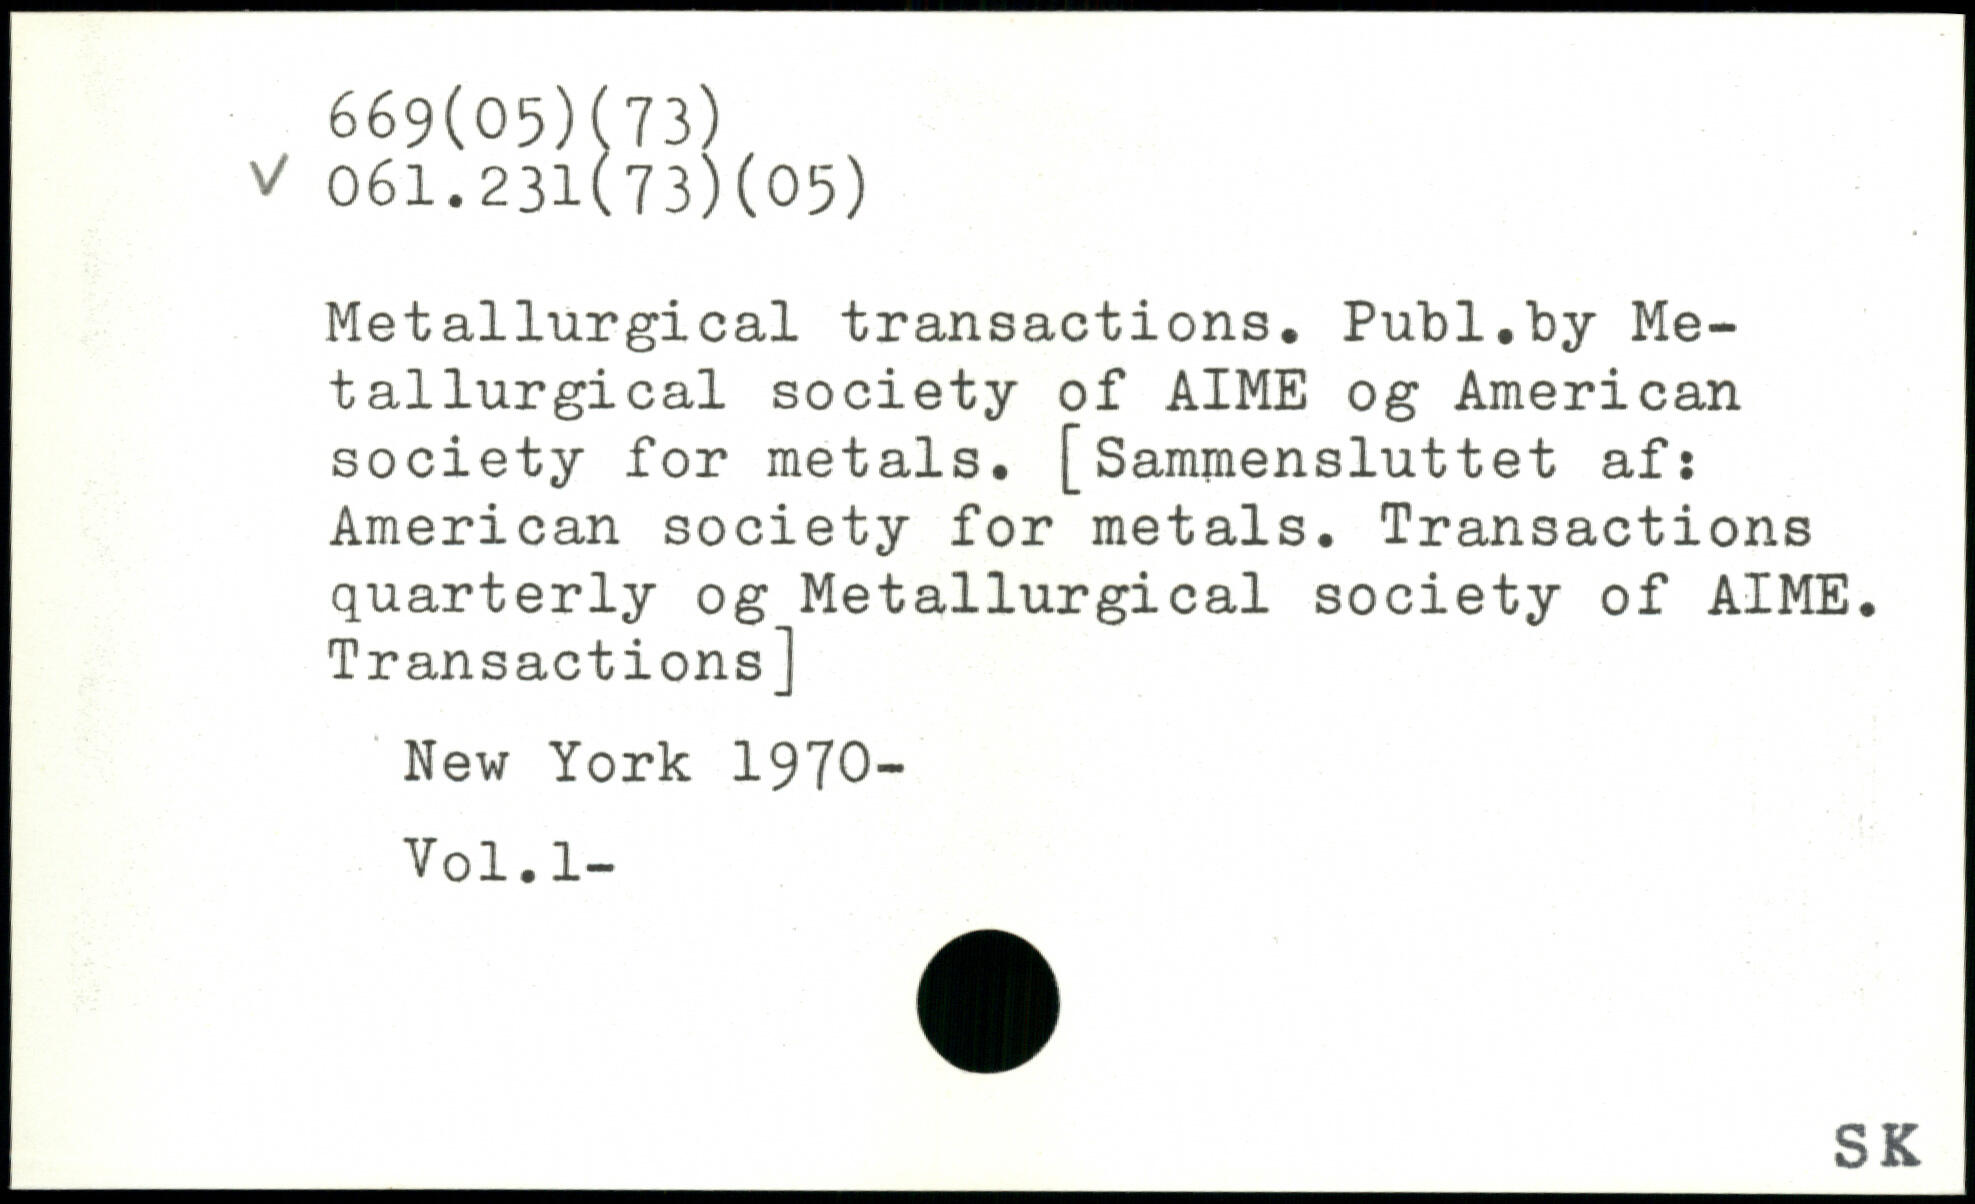 669(05)(73)
v 061.231(73)(05)
Metallurgical transactions. Publ.by Me-
tallurgical society of AIME og American
society for metals. [Sammensluttet af:
American society for metals. Transactions
quarterly og Metallurgical society of AIME.
Transactions]
New York 1970-
Vol.1-
SK